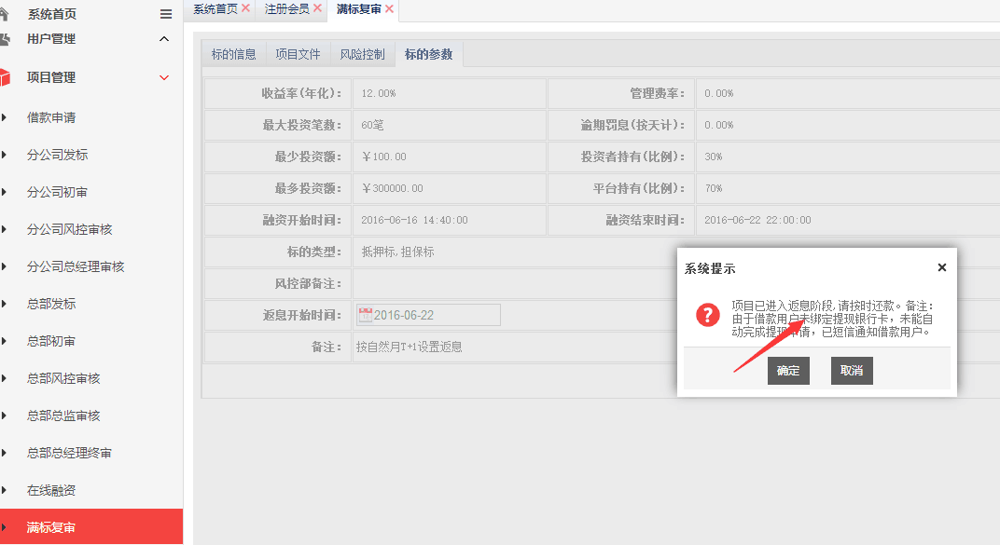 系统首页
用户管理
项目管理
借款申请
分公司发标
分公司初审
分公司风控审核
分公司总经理审核
总部发标
总部初审
总部风控审核
总部总监审核
总部总经理终审
在线融资
满标复审
系统首页 注册会员 满标复审
标的信息 项目文件 风险控制 标的参数
收益率(年化): 12.00% 管理费率: 0.00%
最大投资笔数: 60笔 逾期罚息(按天计): 0.00%
最少投资额: ￥100.00 投资者持有(比例): 30%
最多投资额: ￥300000.00 平台持有(比例): 70%
融资开始时间: 2016-06-16 14:40:00 融资结束时间: 2016-06-22 22:00:00
标的类型: 抵押标,担保标
风控部备注:
返息开始时间: 2016-06-22
备注: 按自然月T+1设置返息
系统提示
项目已进入返息阶段,请按时还款。备注:
由于借款用户未绑定提现银行卡，未能自
动完成提现申请，已短信通知借款用户。
确定 取消